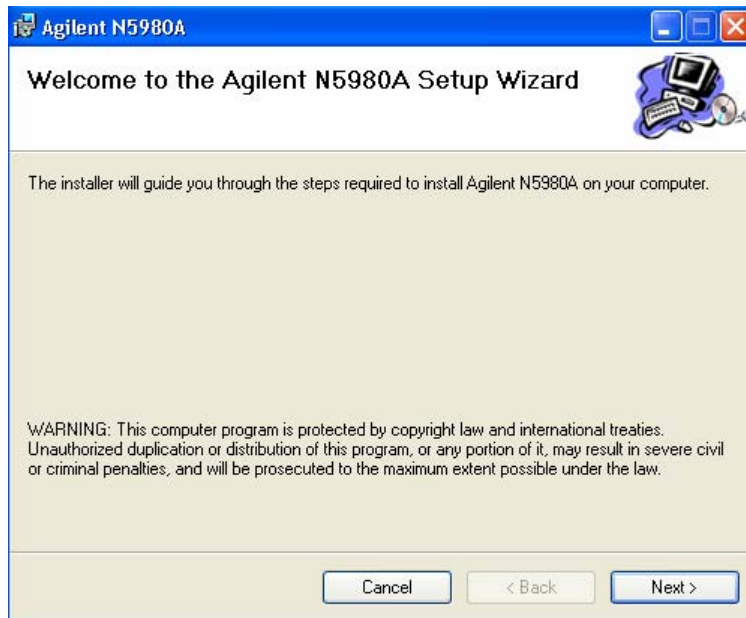 Agilent N5980A
Welcome to the Agilent N5980A Setup Wizard
The installer will guide you through the steps required to install Agilent N5980A on your computer.
WARNING: This computer program is protected by copyright law and international treaties.
Unauthorized duplication or distribution of this program, or any portion of it, may result in severe civil
or criminal penalties, and will be prosecuted to the maximum extent possible under the law.
Cancel < Back Next >